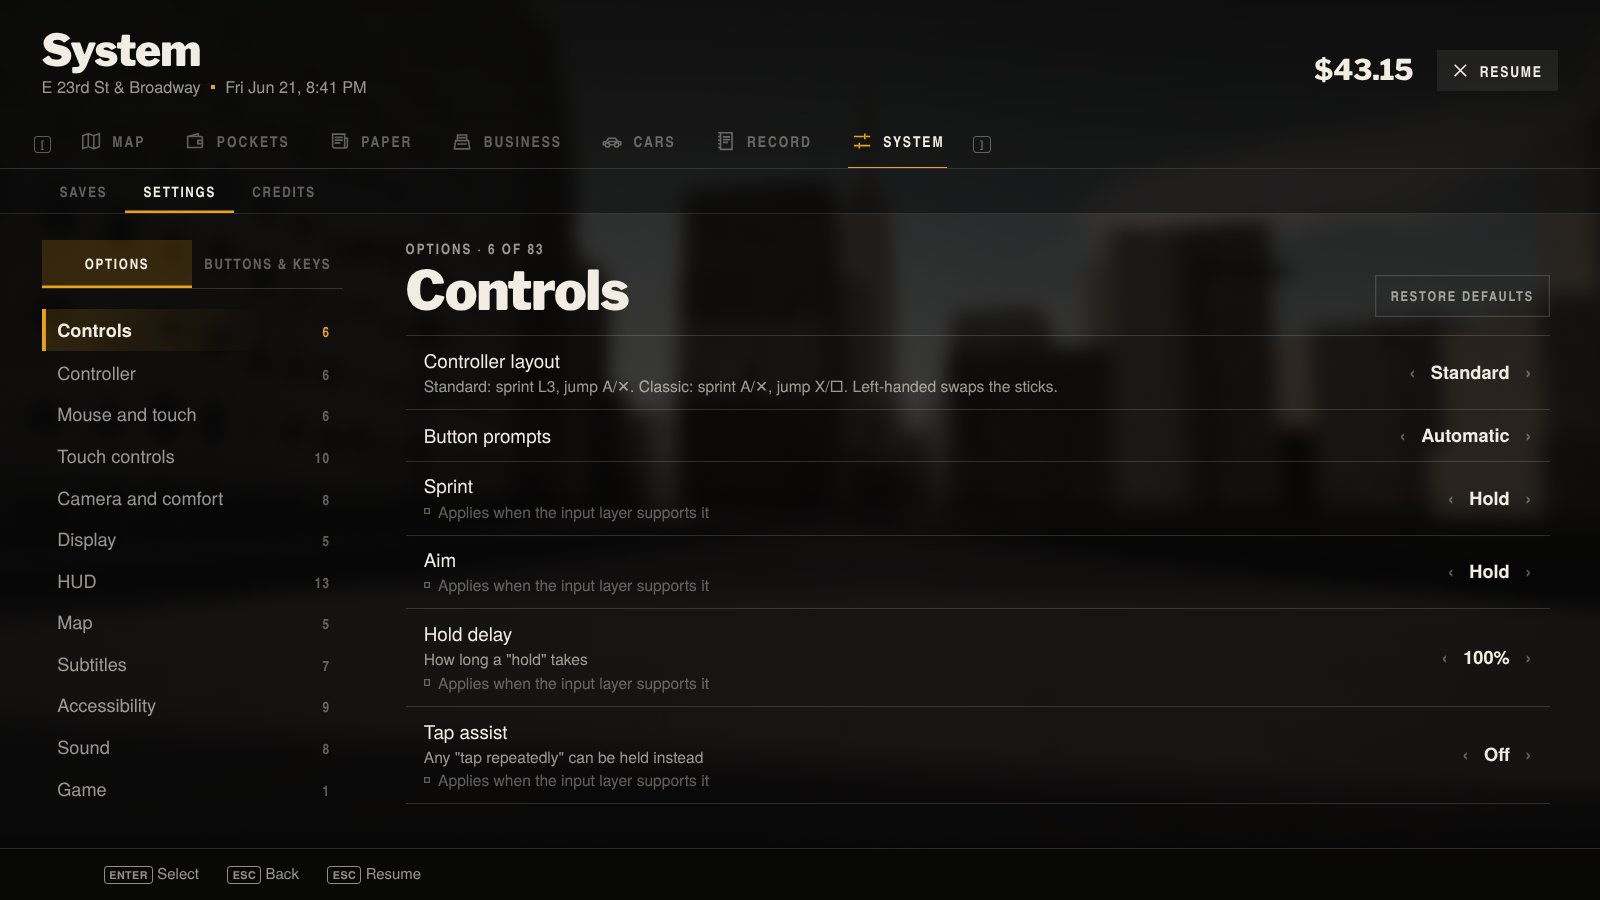 System
E 23rd St & Broadway • Fri Jun 21, 8:41 PM
$43.15
RESUME
[ MAP POCKETS PAPER BUSINESS CARS RECORD SYSTEM ]
SAVES SETTINGS CREDITS
OPTIONS BUTTONS & KEYS
Controls 6
Controller 6
Mouse and touch 6
Touch controls 10
Camera and comfort 8
Display 5
HUD 13
Map 5
Subtitles 7
Accessibility 9
Sound 8
Game 1
OPTIONS · 6 OF 83
Controls
RESTORE DEFAULTS
Controller layout
Standard: sprint L3, jump A/✕. Classic: sprint A/✕, jump X/□. Left-handed swaps the sticks.
‹ Standard ›
Button prompts
‹ Automatic ›
Sprint
Applies when the input layer supports it
‹ Hold ›
Aim
Applies when the input layer supports it
‹ Hold ›
Hold delay
How long a "hold" takes
Applies when the input layer supports it
‹ 100% ›
Tap assist
Any "tap repeatedly" can be held instead
Applies when the input layer supports it
‹ Off ›
ENTER Select ESC Back ESC Resume